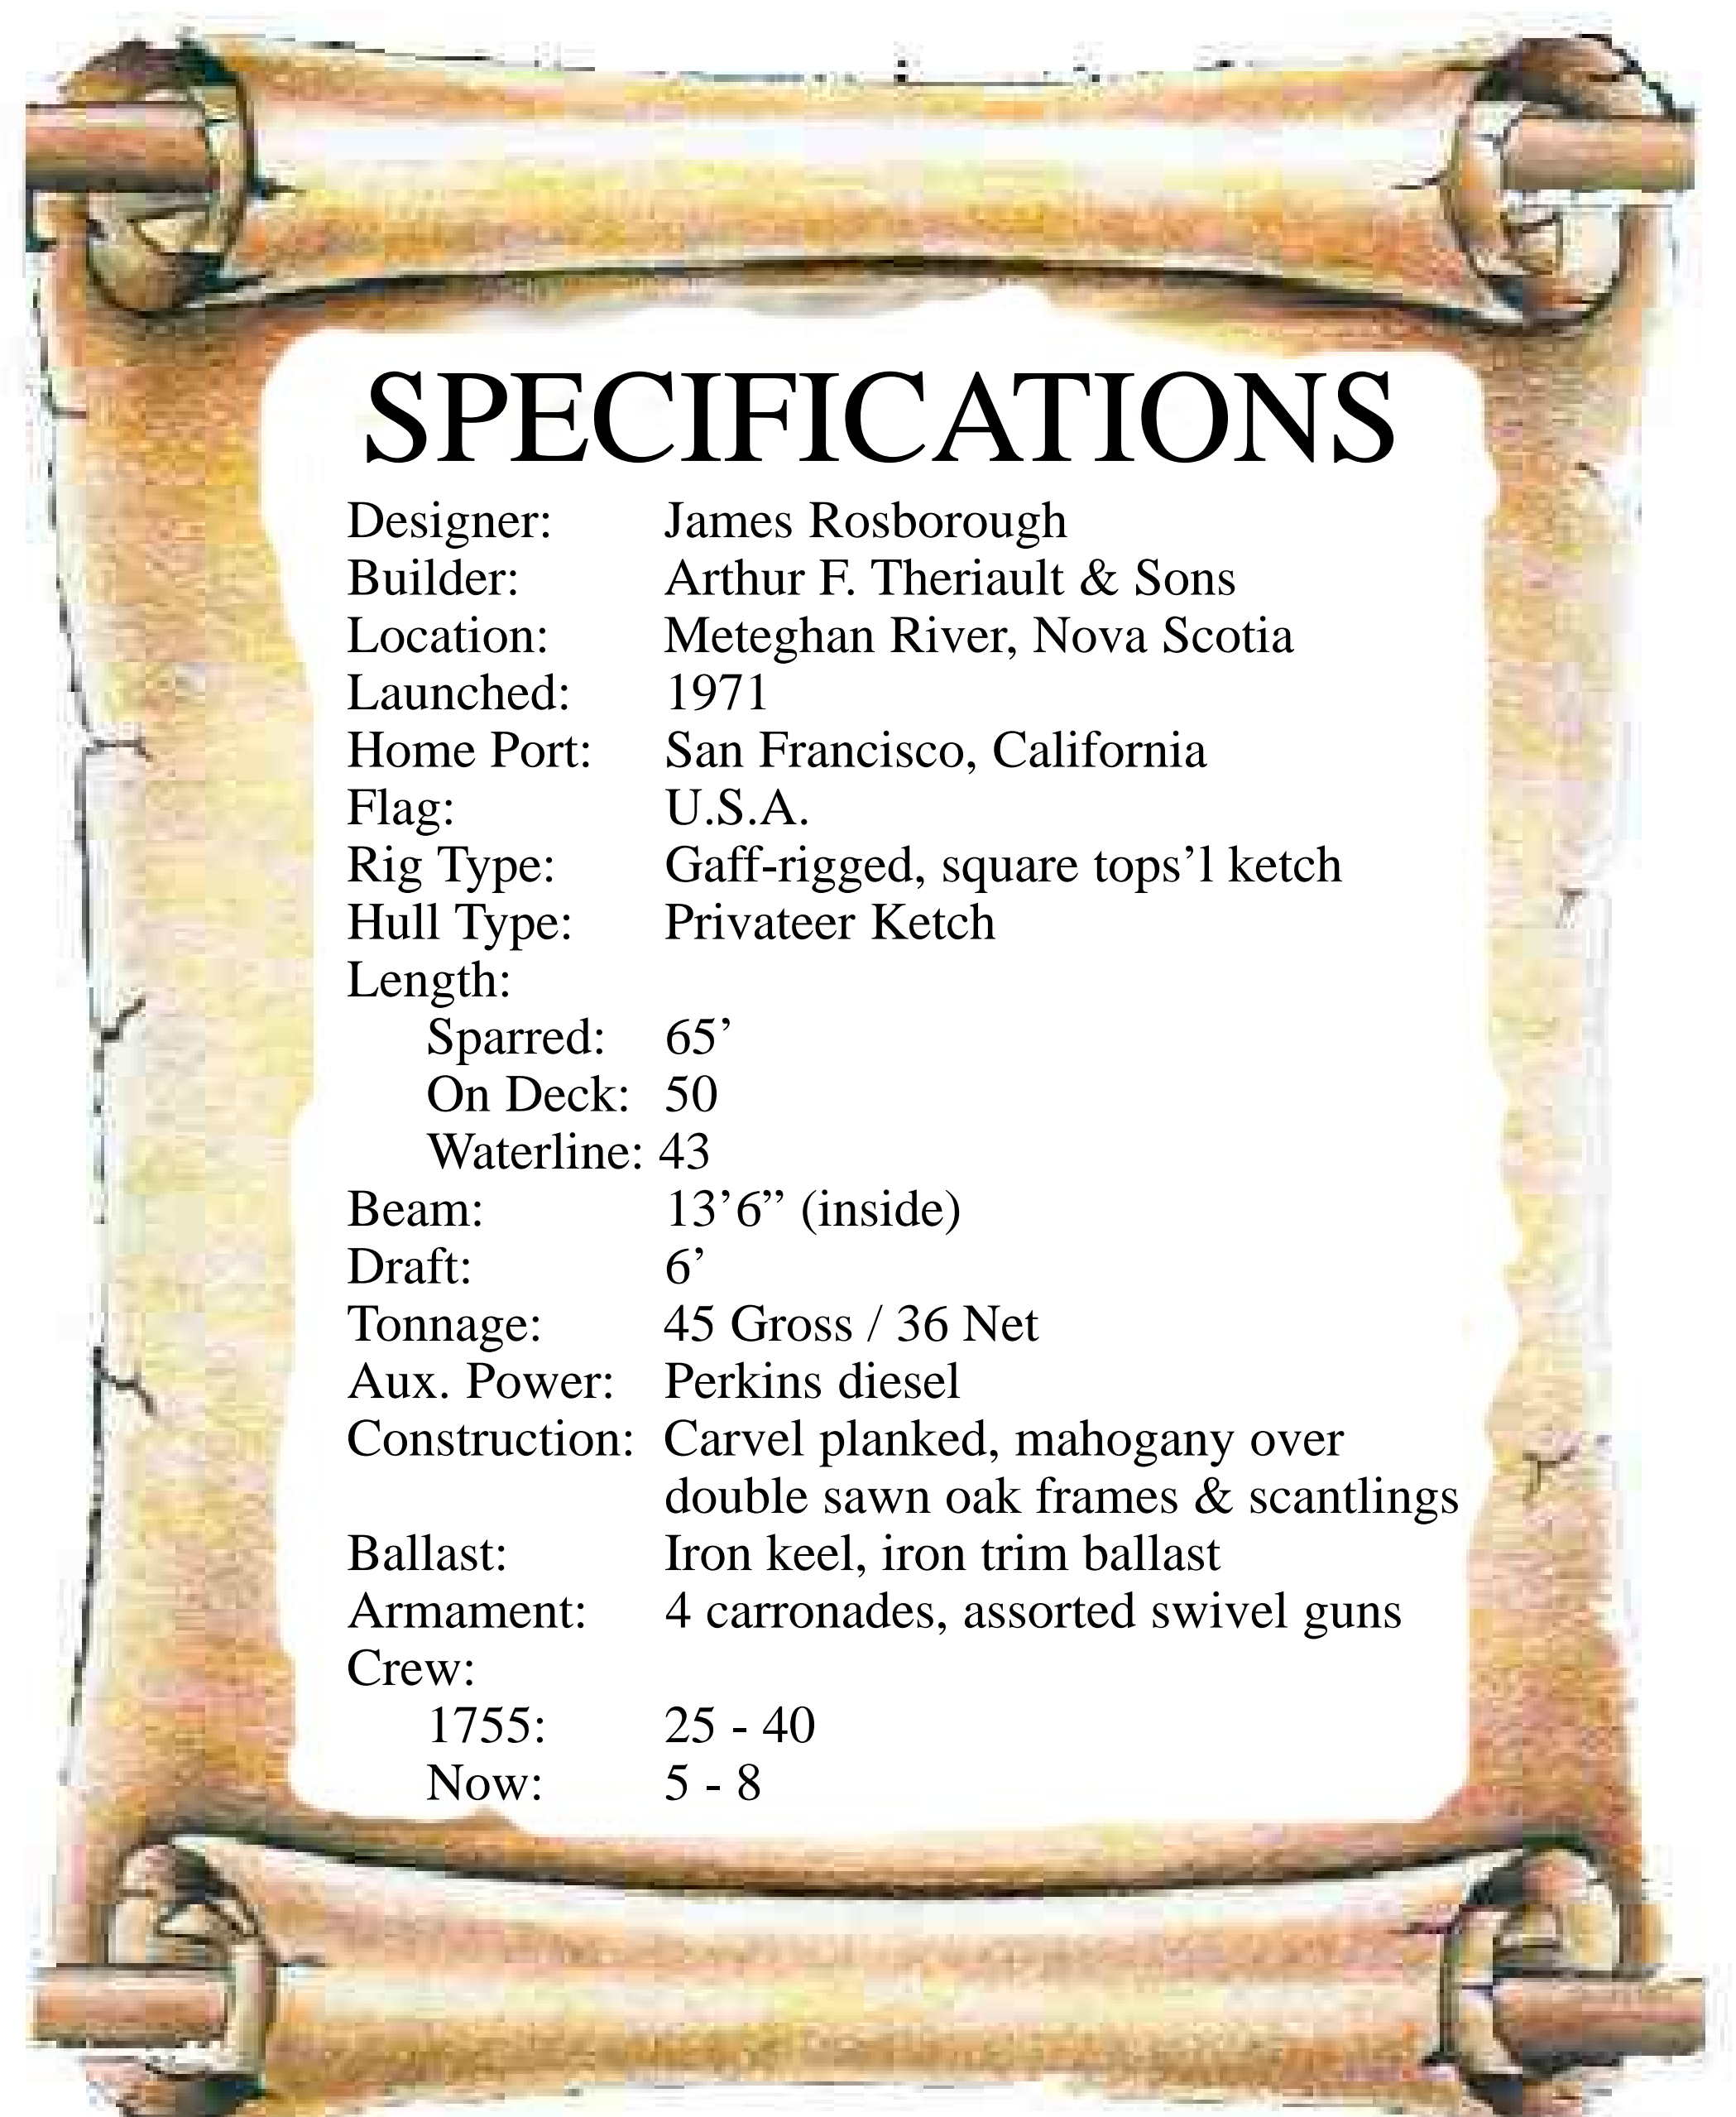 SPECIFICATIONS
Designer: James Rosborough
Builder: Arthur F. Theriault & Sons
Location: Meteghan River, Nova Scotia
Launched: 1971
Home Port: San Francisco, California
Flag: U.S.A.
Rig Type: Gaff-rigged, square tops’l ketch
Hull Type: Privateer Ketch
Length:
Sparred: 65’
On Deck: 50
Waterline: 43
Beam: 13’6” (inside)
Draft: 6’
Tonnage: 45 Gross / 36 Net
Aux. Power: Perkins diesel
Construction: Carvel planked, mahogany over
double sawn oak frames & scantlings
Ballast: Iron keel, iron trim ballast
Armament: 4 carronades, assorted swivel guns
Crew:
1755: 25 - 40
Now: 5 - 8